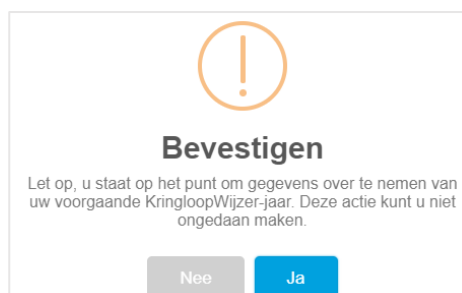 Bevestigen
Let op, u staat op het punt om gegevens over te nemen van
uw voorgaande KringloopWijzer-jaar. Deze actie kunt u niet
ongedaan maken.
Nee
Ja